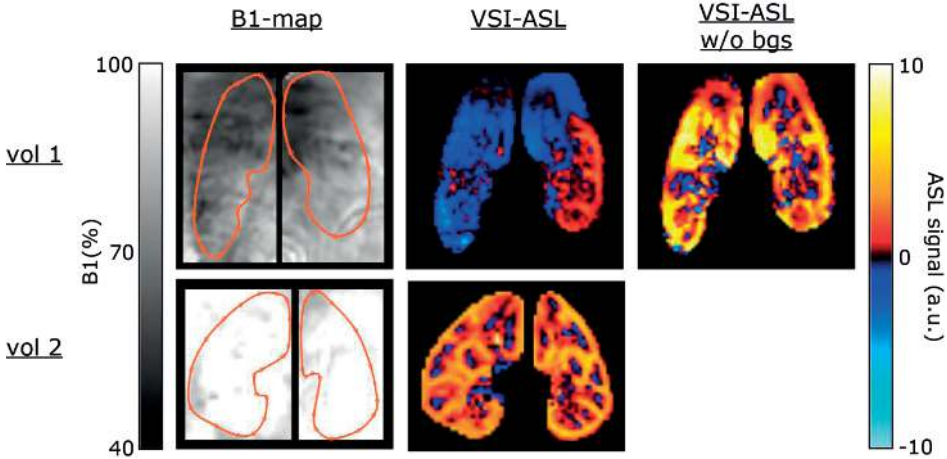 B1-map
VSI-ASL
VSI-ASL
w/o bgs
100
10
vol 1
B1(%)
70
0
ASL signal (a.u.)
vol 2
40
-10